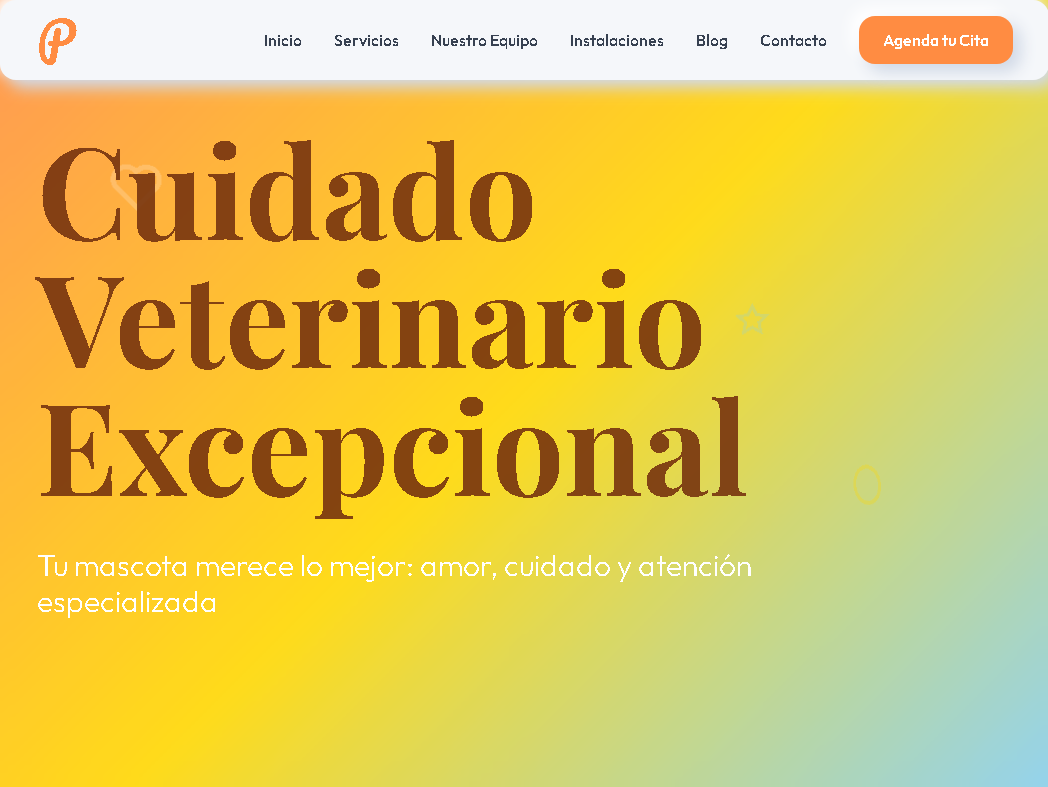 P
Inicio Servicios Nuestro Equipo Instalaciones Blog Contacto Agenda tu Cita
Cuidado
Veterinario
Excepcional
Tu mascota merece lo mejor: amor, cuidado y atención
especializada